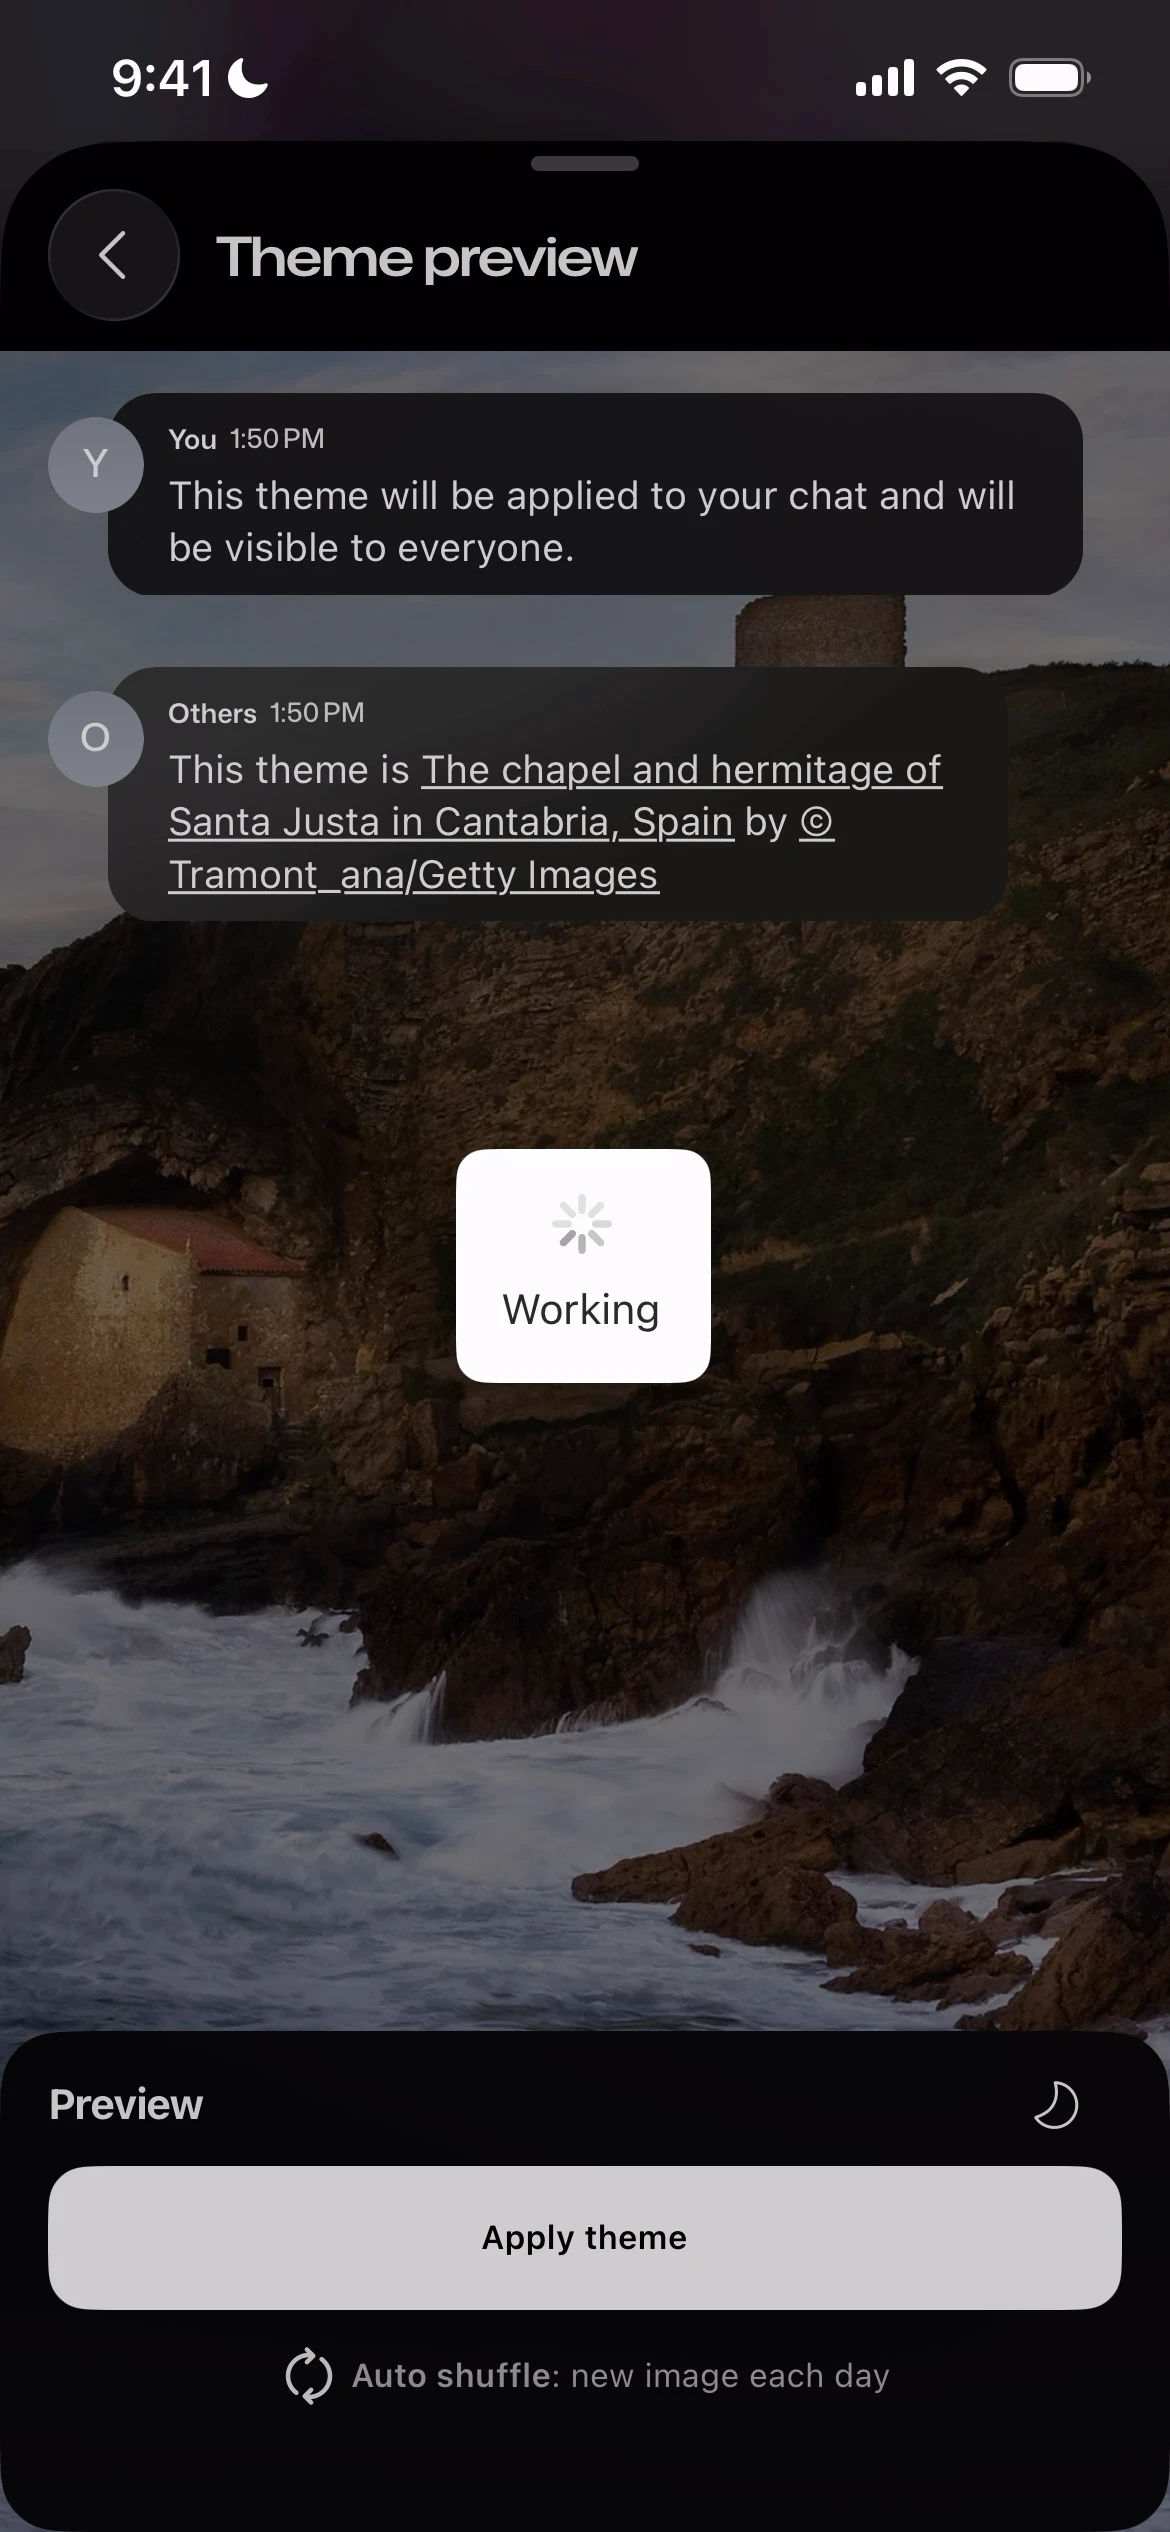 9:41
Theme preview
Y
You 1:50 PM
This theme will be applied to your chat and will
be visible to everyone.
O
Others 1:50 PM
This theme is The chapel and hermitage of
Santa Justa in Cantabria, Spain by ©
Tramont_ana/Getty Images
Working
Preview
Apply theme
Auto shuffle: new image each day